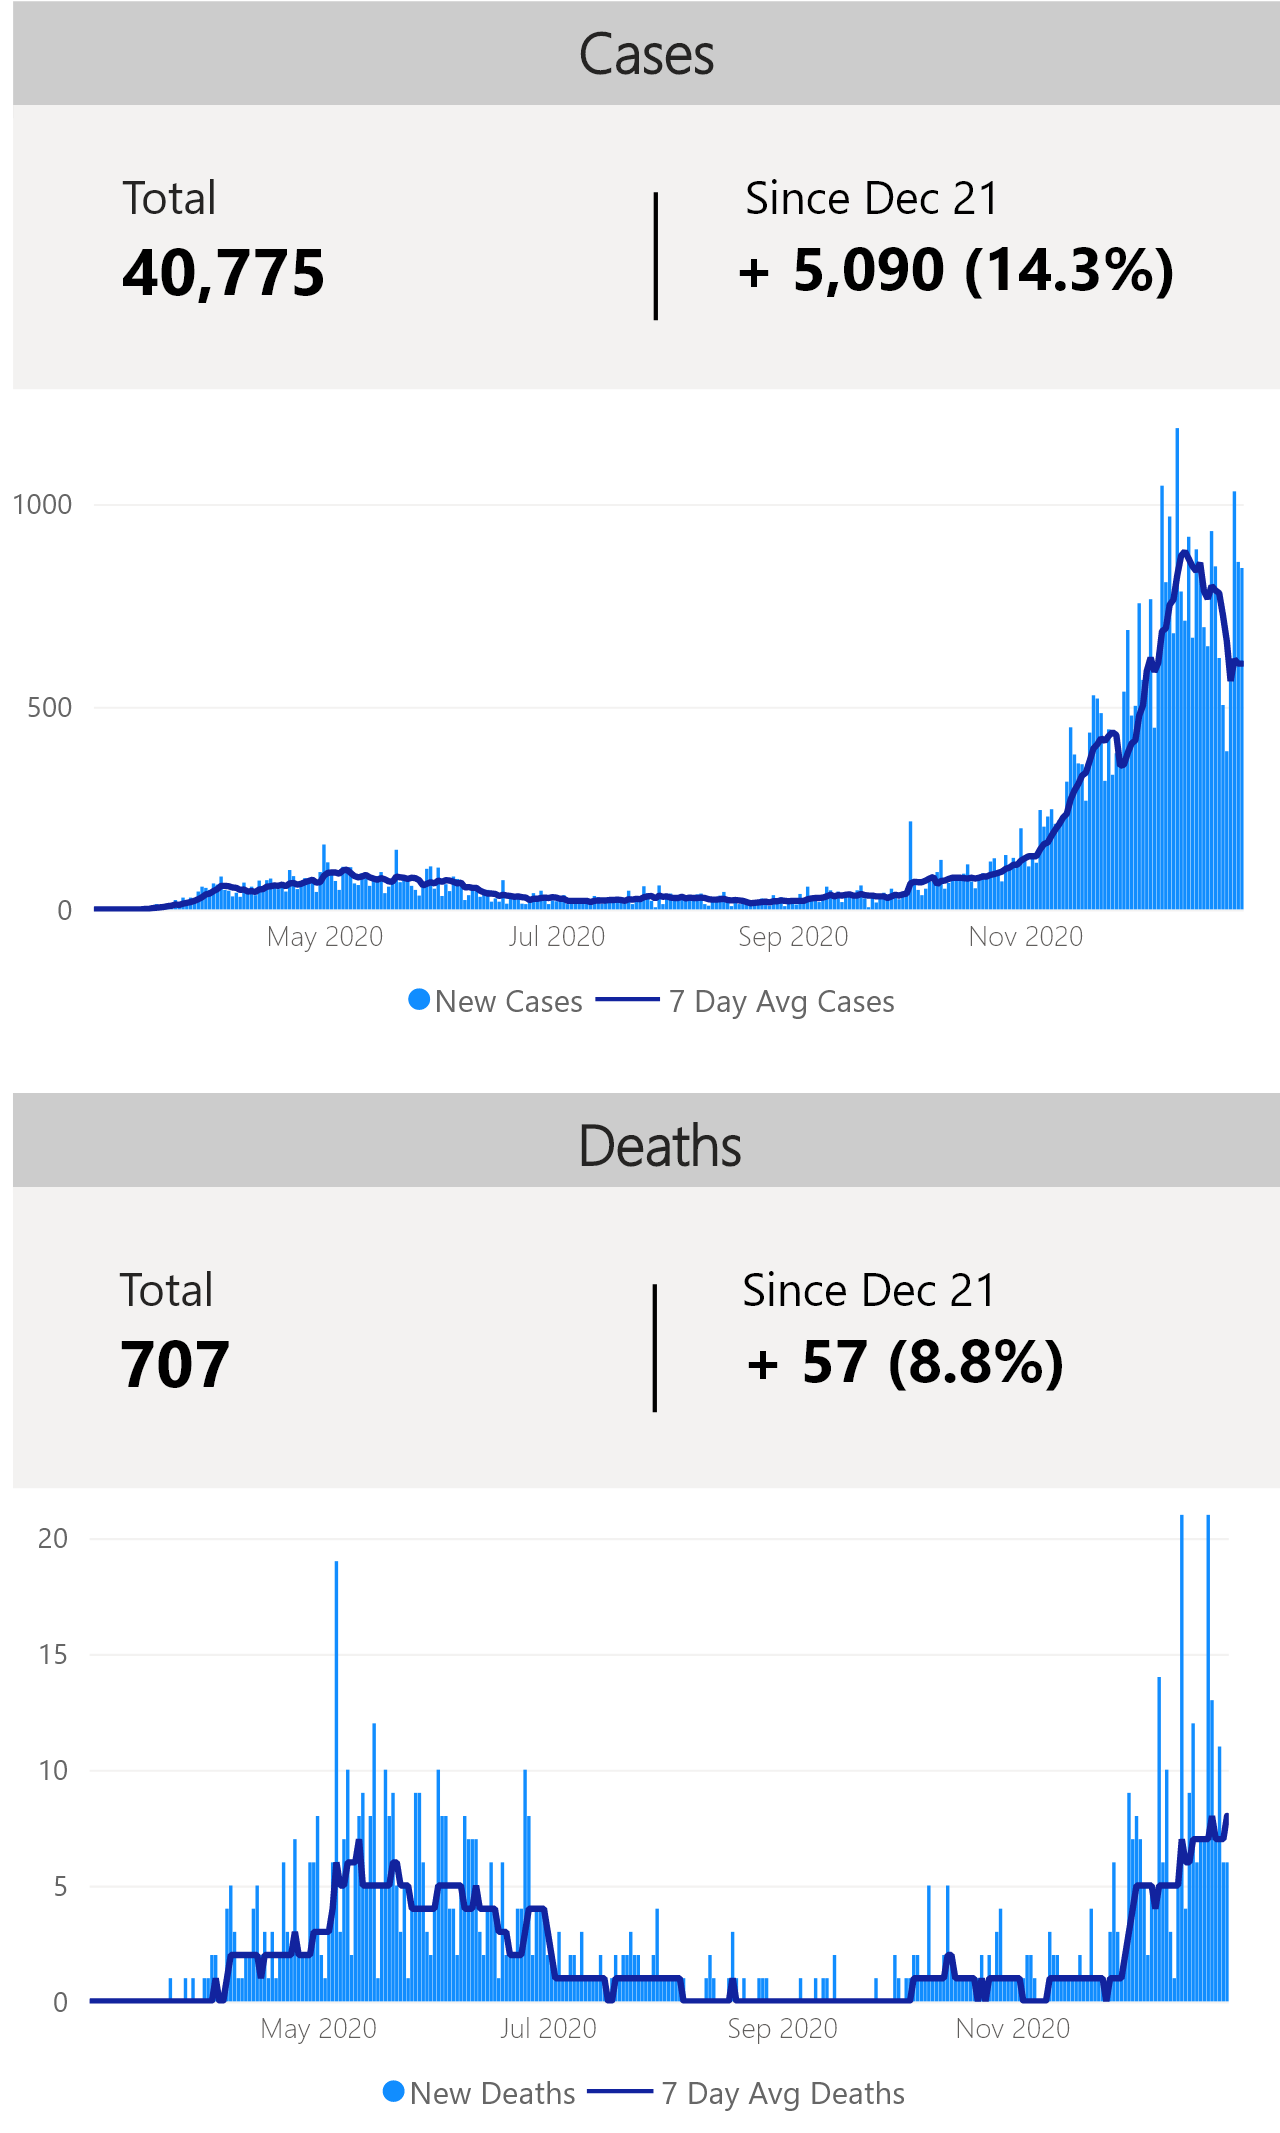 Cases
Total
Since Dec 21
40,775
+ 5,090 (14.3%)
1000
500
0
May 2020
Jul 2020
Sep 2020
Nov 2020
New Cases
7 Day Avg Cases
Deaths
Total
Since Dec 21
707
+ 57 (8.8%)
20
15
10
5
0
May 2020
Jul 2020
Sep 2020
Nov 2020
New Deaths
7 Day Avg Deaths